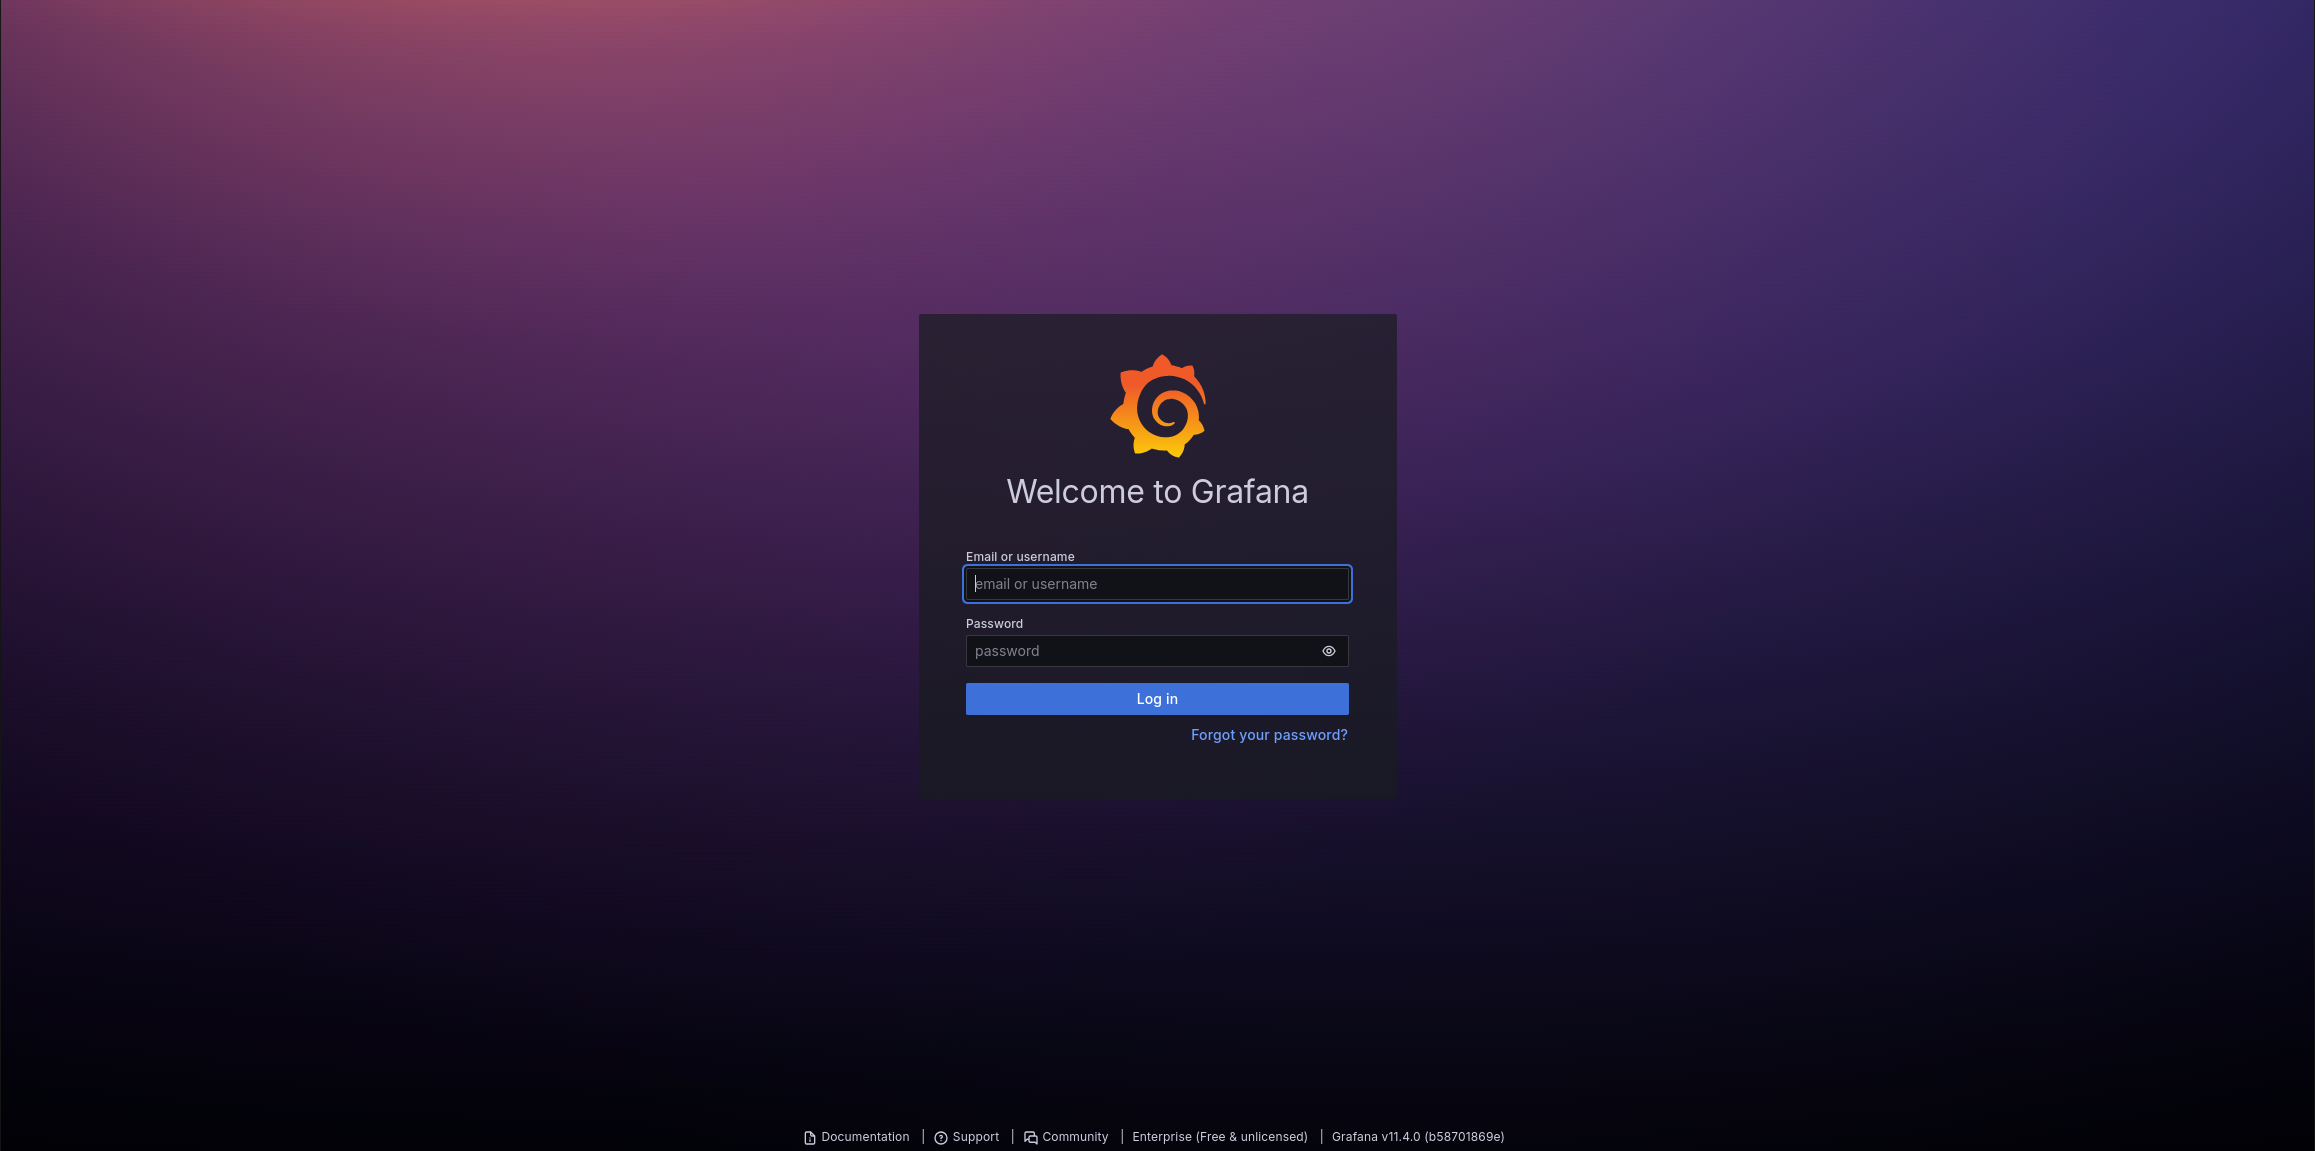 Welcome to Grafana
Email or username
email or username
Password
password
Log in
Forgot your password?
Documentation | Support | Community | Enterprise (Free & unlicensed) | Grafana v11.4.0 (b58701869e)